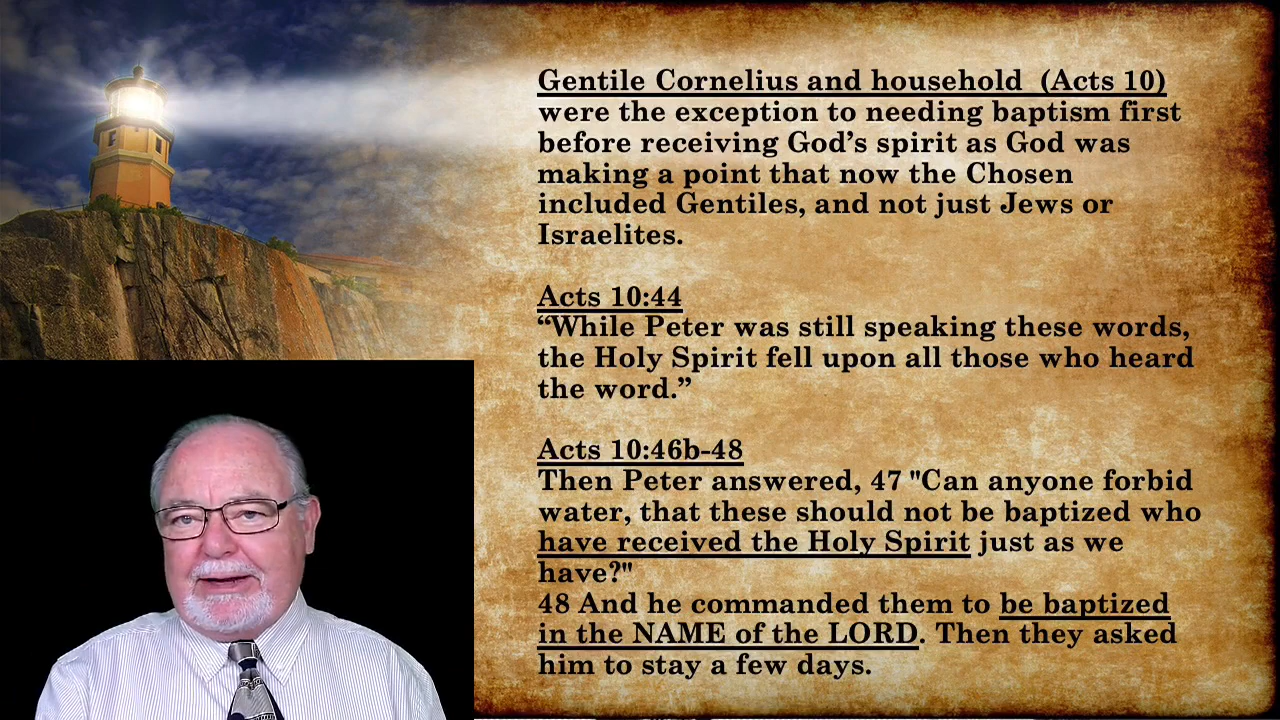 Gentile Cornelius and household  (Acts 10)
were the exception to needing baptism first
before receiving God’s spirit as God was
making a point that now the Chosen
included Gentiles, and not just Jews or
Israelites.
Acts 10:44
“While Peter was still speaking these words,
the Holy Spirit fell upon all those who heard
the word.”
Acts 10:46b-48
Then Peter answered, 47 "Can anyone forbid
water, that these should not be baptized who
have received the Holy Spirit just as we
have?"
48 And he commanded them to be baptized
in the NAME of the LORD. Then they asked
him to stay a few days.